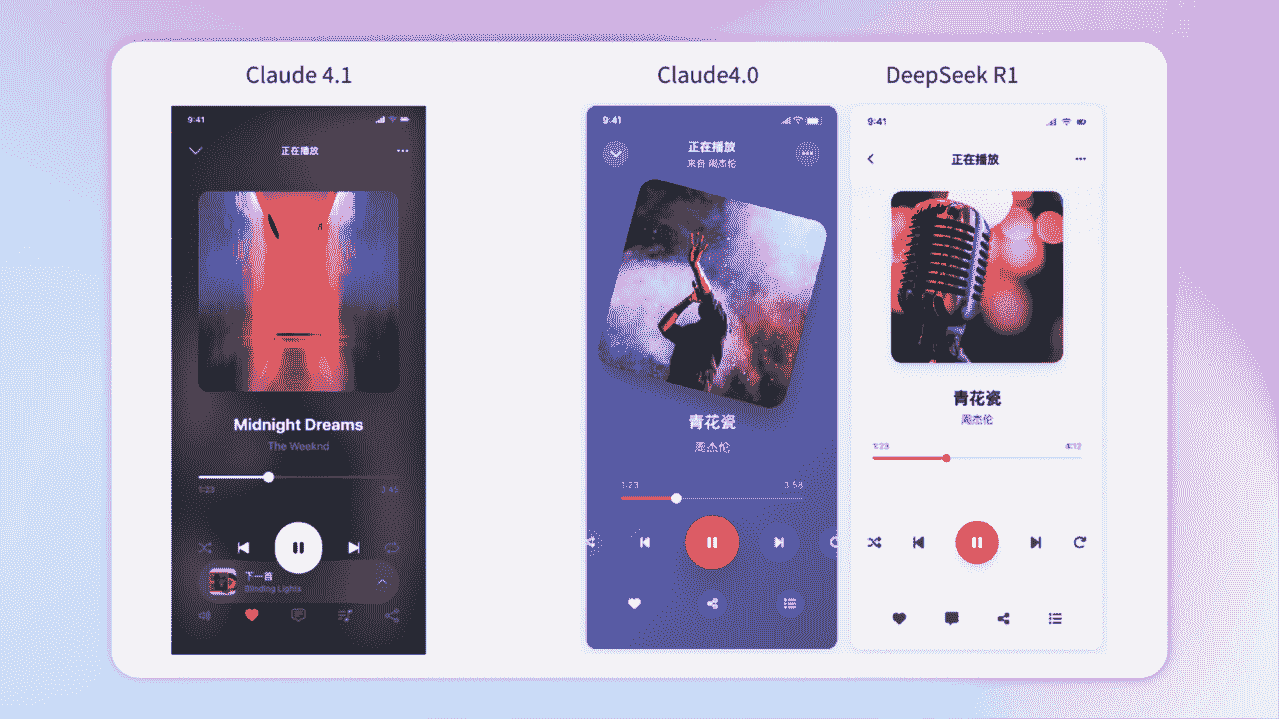 Claude 4.1
9:41
正在播放
Midnight Dreams
The Weeknd
1:23
下一首
Blinding Lights
Claude4.0
9:41
正在播放
来自 周杰伦
青花瓷
周杰伦
1:23
3:58
DeepSeek R1
9:41
正在播放
青花瓷
周杰伦
1:23
4:12